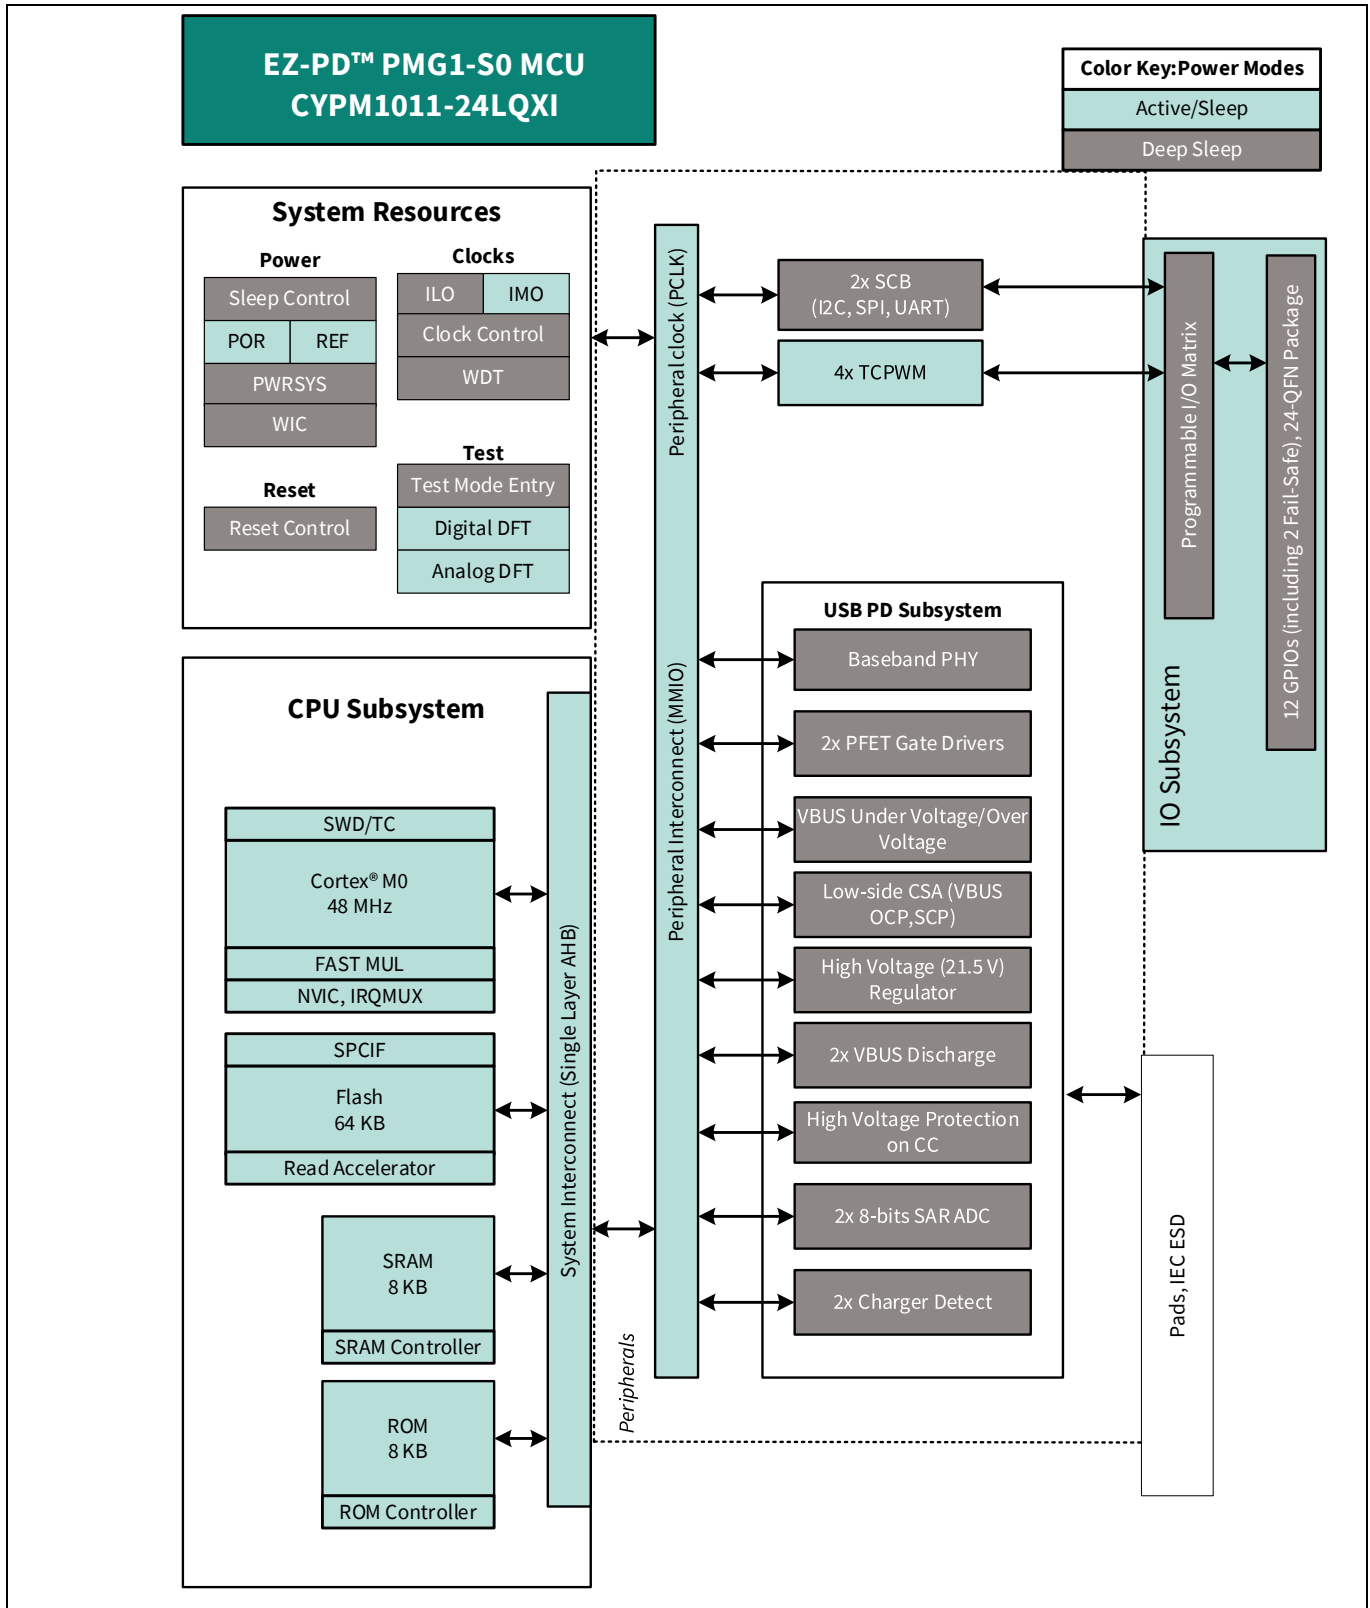 EZ-PD™ PMG1-S0 MCU
CYPM1011-24LQXI
Color Key:Power Modes
Active/Sleep
Deep Sleep
System Resources
Power
Sleep Control
POR
REF
PWRSYS
WIC
Clocks
ILO
IMO
Clock Control
WDT
Test
Test Mode Entry
Digital DFT
Analog DFT
Reset
Reset Control
CPU Subsystem
SWD/TC
Cortex® M0
48 MHz
FAST MUL
NVIC, IRQMUX
SPCIF
Flash
64 KB
Read Accelerator
SRAM
8 KB
SRAM Controller
ROM
8 KB
ROM Controller
System Interconnect (Single Layer AHB)
Peripherals
Peripheral clock (PCLK)
Peripheral Interconnect (MMIO)
2x SCB
(I2C, SPI, UART)
4x TCPWM
USB PD Subsystem
Baseband PHY
2x PFET Gate Drivers
VBUS Under Voltage/Over
Voltage
Low-side CSA (VBUS
OCP,SCP)
High Voltage (21.5 V)
Regulator
2x VBUS Discharge
High Voltage Protection
on CC
2x 8-bits SAR ADC
2x Charger Detect
IO Subsystem
Programmable I/O Matrix
12 GPIOs (including 2 Fail-Safe), 24-QFN Package
Pads, IEC ESD